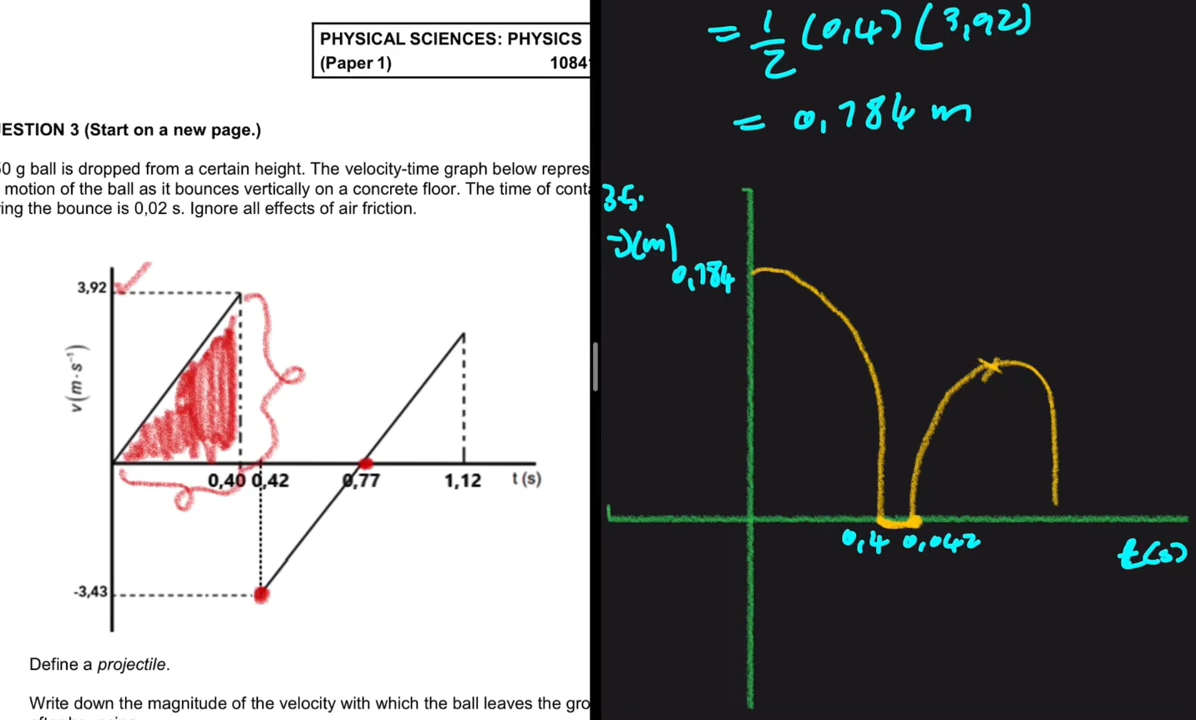 PHYSICAL SCIENCES: PHYSICS
(Paper 1) 1084
ESTION 3 (Start on a new page.)
0 g ball is dropped from a certain height. The velocity-time graph below repres
motion of the ball as it bounces vertically on a concrete floor. The time of cont
ing the bounce is 0,02 s. Ignore all effects of air friction.
3,92
v(m·s⁻¹)
0,40 0,42 0,77 1,12 t (s)
-3,43
Define a projectile.
Write down the magnitude of the velocity with which the ball leaves the gro
= 1/2 (0,4) (3,92)
= 0,784 m
3.5.
(m)
0,784
0,4 0,042
t(s)